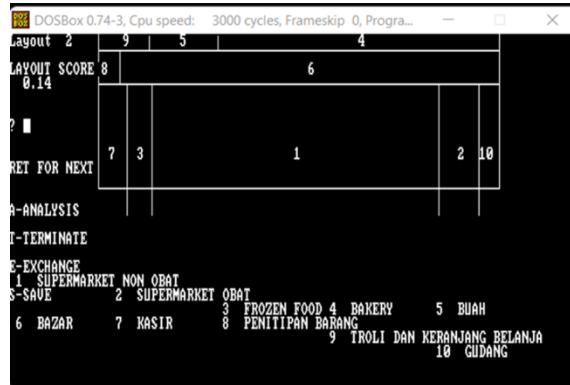 DOSBox 0.74-3, Cpu speed: 3000 cycles, Frameskip 0, Progra...
Layout 2 9 5 4
LAYOUT SCORE 8 6
0.14
?
7 3 1 2 10
RET FOR NEXT
A-ANALYSIS
T-TERMINATE
E-EXCHANGE
1 SUPERMARKET NON OBAT
S-SAVE 2 SUPERMARKET OBAT
3 FROZEN FOOD 4 BAKERY 5 BUAH
6 BAZAR 7 KASIR 8 PENITIPAN BARANG
9 TROLI DAN KERANJANG BELANJA
10 GUDANG